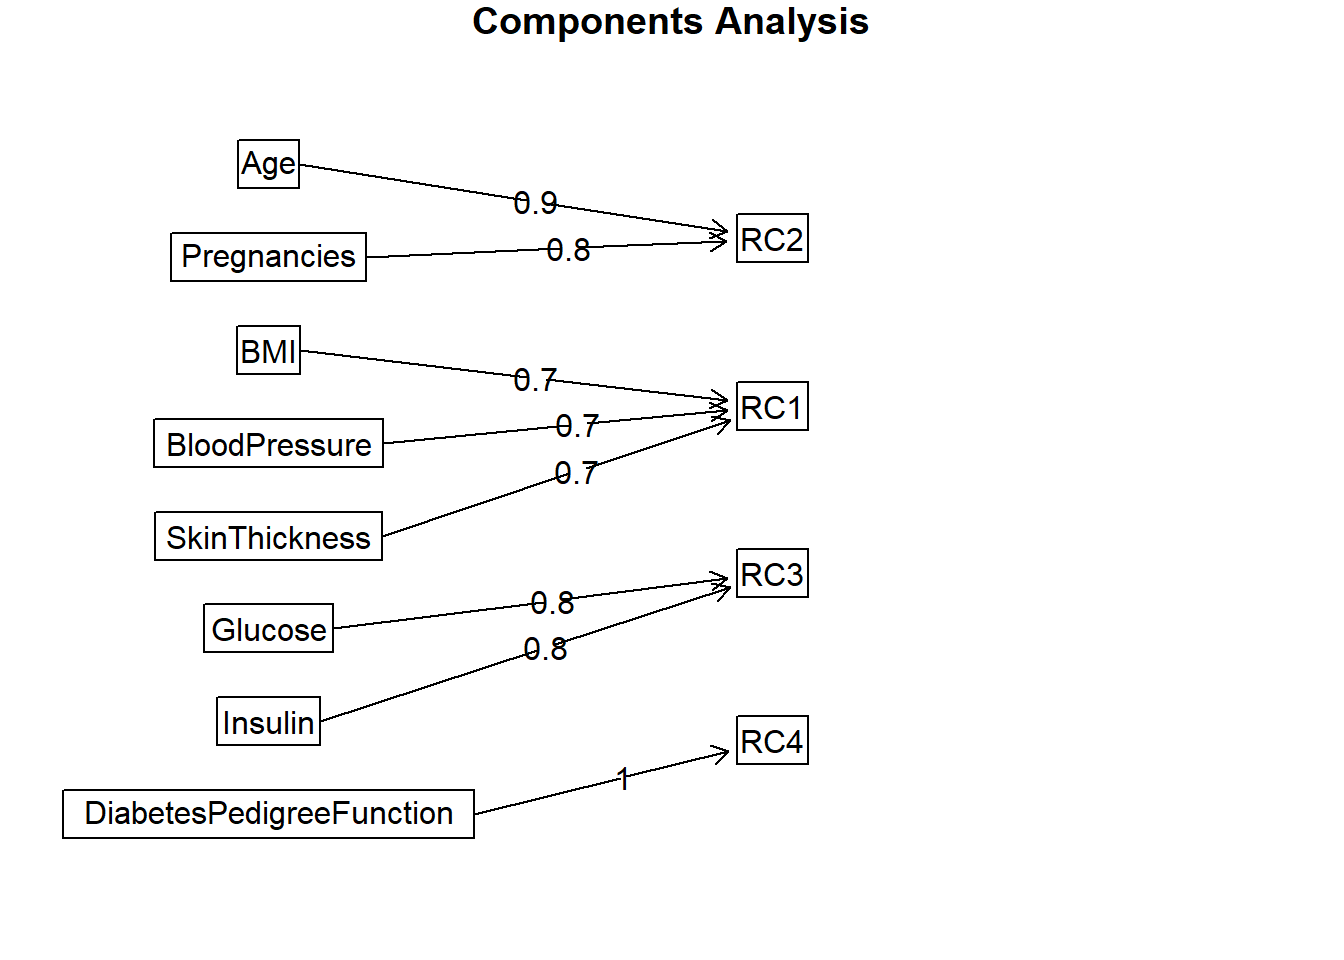 Components Analysis
Age
0.9
RC2
Pregnancies
0.8
BMI
0.7
RC1
BloodPressure
0.7
0.7
SkinThickness
RC3
Glucose
0.8
0.8
Insulin
RC4
1
DiabetesPedigreeFunction